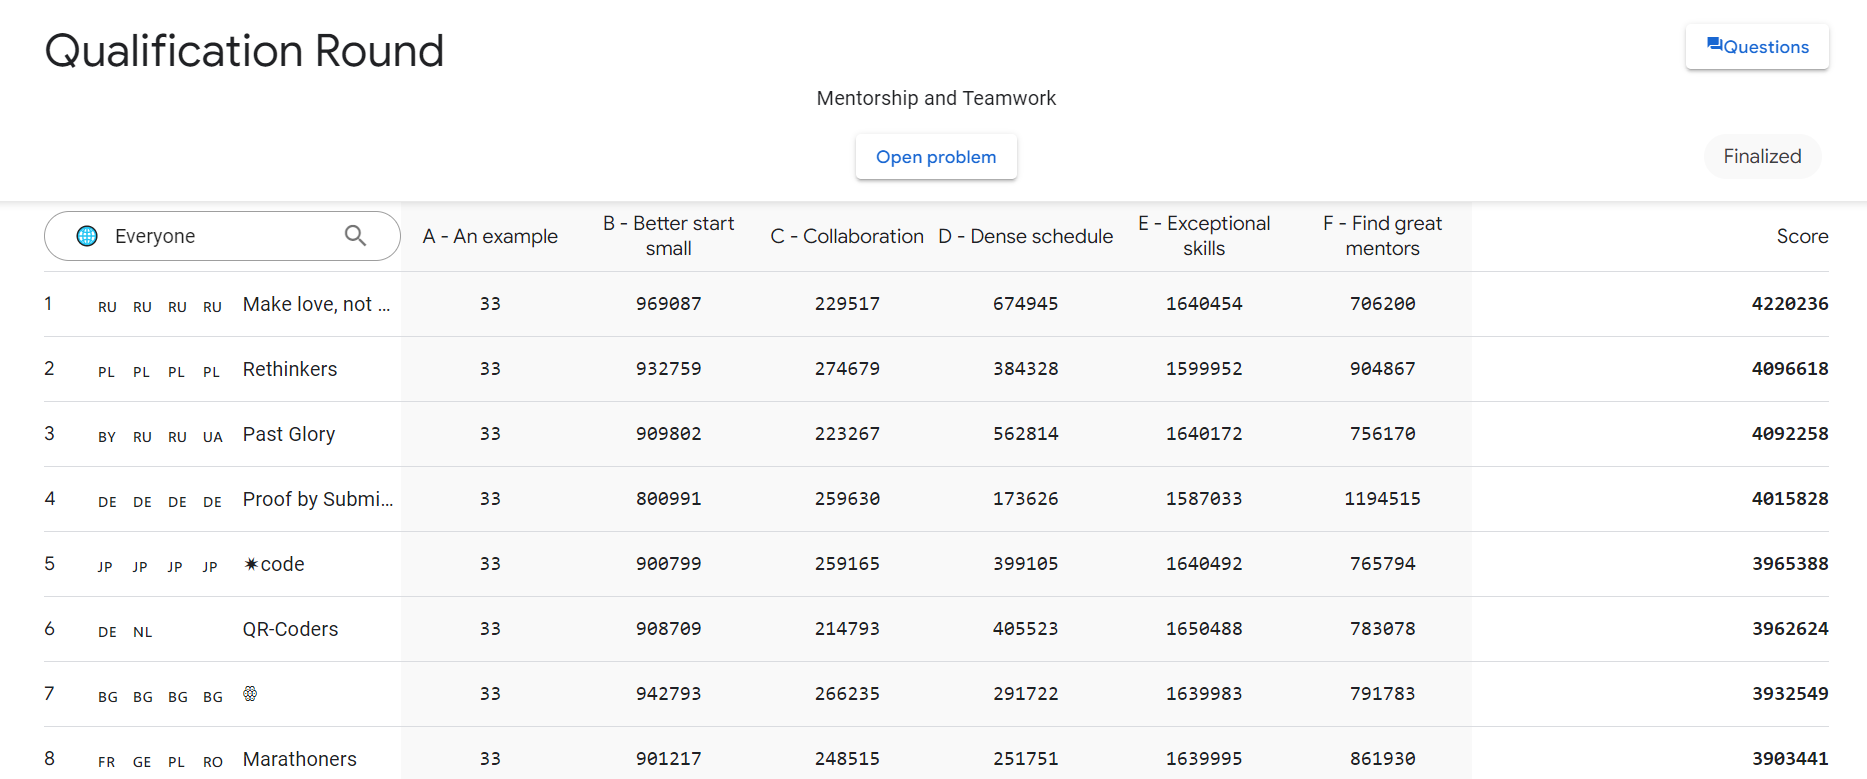 Qualification Round
Questions
Mentorship and Teamwork
Open problem
Finalized
Everyone A - An example B - Better start small C - Collaboration D - Dense schedule E - Exceptional skills F - Find great mentors Score
1 RU RU RU RU Make love, not ... 33 969087 229517 674945 1640454 706200 4220236
2 PL PL PL PL Rethinkers 33 932759 274679 384328 1599952 904867 4096618
3 BY RU RU UA Past Glory 33 909802 223267 562814 1640172 756170 4092258
4 DE DE DE DE Proof by Submi... 33 800991 259630 173626 1587033 1194515 4015828
5 JP JP JP JP ✷code 33 900799 259165 399105 1640492 765794 3965388
6 DE NL QR-Coders 33 908709 214793 405523 1650488 783078 3962624
7 BG BG BG BG 33 942793 266235 291722 1639983 791783 3932549
8 FR GE PL RO Marathoners 33 901217 248515 251751 1639995 861930 3903441